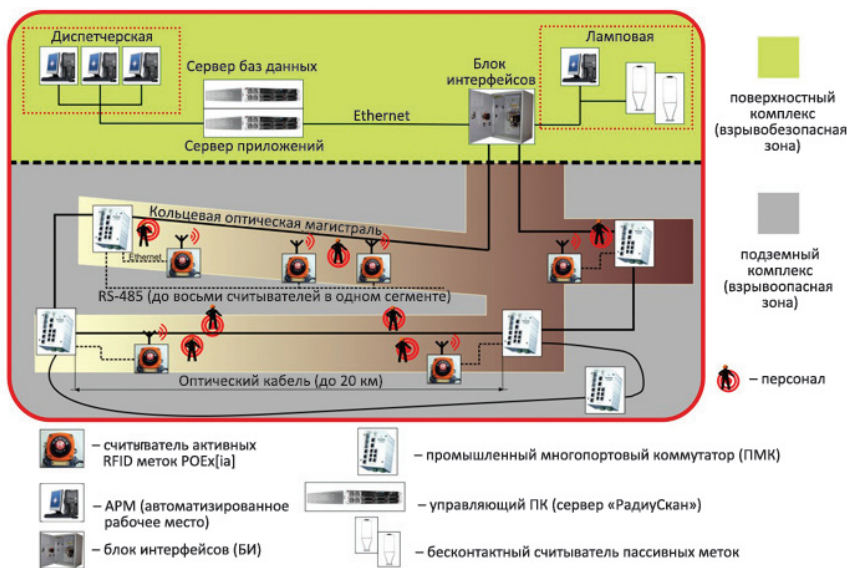 Диспетчерская
Сервер баз данных
Сервер приложений
Ethernet
Блок
интерфейсов
Ламповая
поверхностный
комплекс
(взрывобезопасная
зона)
Кольцевая оптическая магистраль
Ethernet
RS-485 (до восьми считывателей в одном сегменте)
Оптический кабель (до 20 км)
подземный
комплекс
(взрывоопасная
зона)
– персонал
– считыватель активных
RFID меток POEx[ia]
– АРМ (автоматизированное
рабочее место)
– блок интерфейсов (БИ)
– промышленный многопортовый коммутатор (ПМК)
– управляющий ПК (сервер «РадиуСкан»)
– бесконтактный считыватель пассивных меток